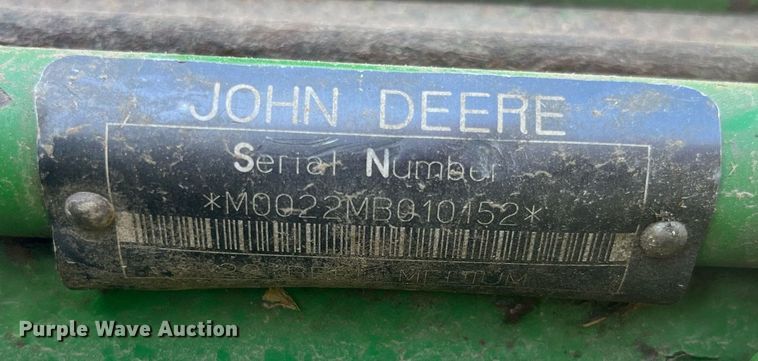 JOHN DEERE
Serial Number
*M0022MB010152*
Purple Wave Auction